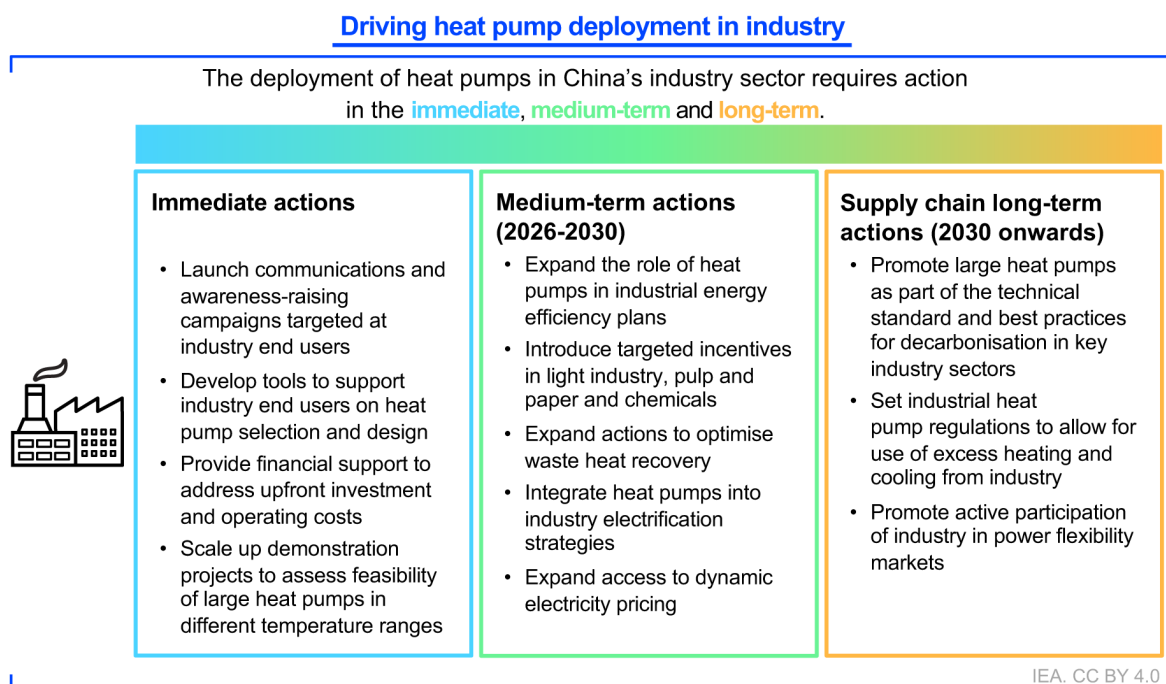 Driving heat pump deployment in industry
The deployment of heat pumps in China's industry sector requires action
in the immediate, medium-term and long-term.
Immediate actions
• Launch communications and
awareness-raising
campaigns targeted at
industry end users
• Develop tools to support
industry end users on heat
pump selection and design
• Provide financial support to
address upfront investment
and operating costs
• Scale up demonstration
projects to assess feasibility
of large heat pumps in
different temperature ranges
Medium-term actions
(2026-2030)
• Expand the role of heat
pumps in industrial energy
efficiency plans
• Introduce targeted incentives
in light industry, pulp and
paper and chemicals
• Expand actions to optimise
waste heat recovery
• Integrate heat pumps into
industry electrification
strategies
• Expand access to dynamic
electricity pricing
Supply chain long-term
actions (2030 onwards)
• Promote large heat pumps
as part of the technical
standard and best practices
for decarbonisation in key
industry sectors
• Set industrial heat
pump regulations to allow for
use of excess heating and
cooling from industry
• Promote active participation
of industry in power flexibility
markets
IEA. CC BY 4.0